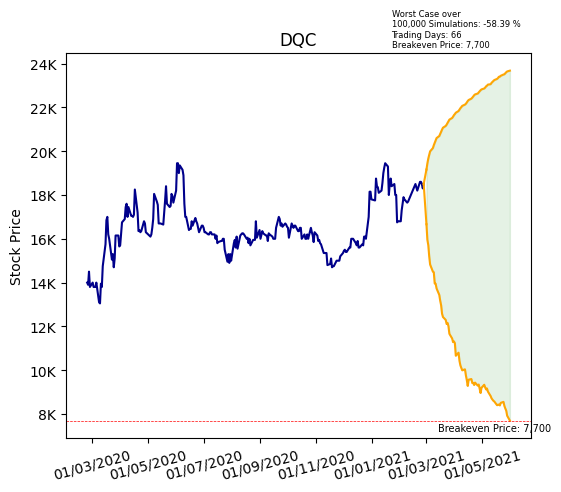 Worst Case over
100,000 Simulations: -58.39 %
Trading Days: 66
Breakeven Price: 7,700
DQC
24K
22K
20K
18K
16K
14K
12K
10K
8K
Stock Price
Breakeven Price: 7,700
01/03/2020
01/05/2020
01/07/2020
01/09/2020
01/11/2020
01/01/2021
01/03/2021
01/05/2021